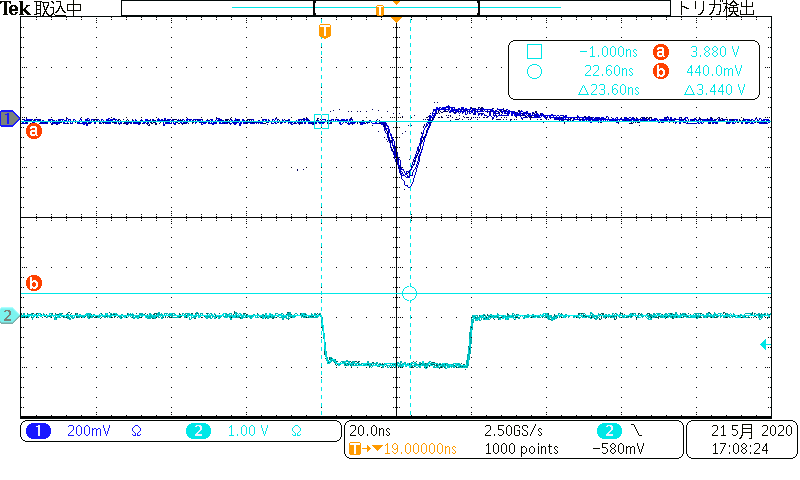 Tek 取込中
トリガ検出
T
T
−1.000ns a 3.880 V
22.60ns b 440.0mV
△23.60ns △3.440 V
1
a
b
2
1 200mV Ω 2 1.00 V Ω
20.0ns 2.50GS/s 2
T→▼19.00000ns 1000 points −580mV
21 5月 2020
17:08:24